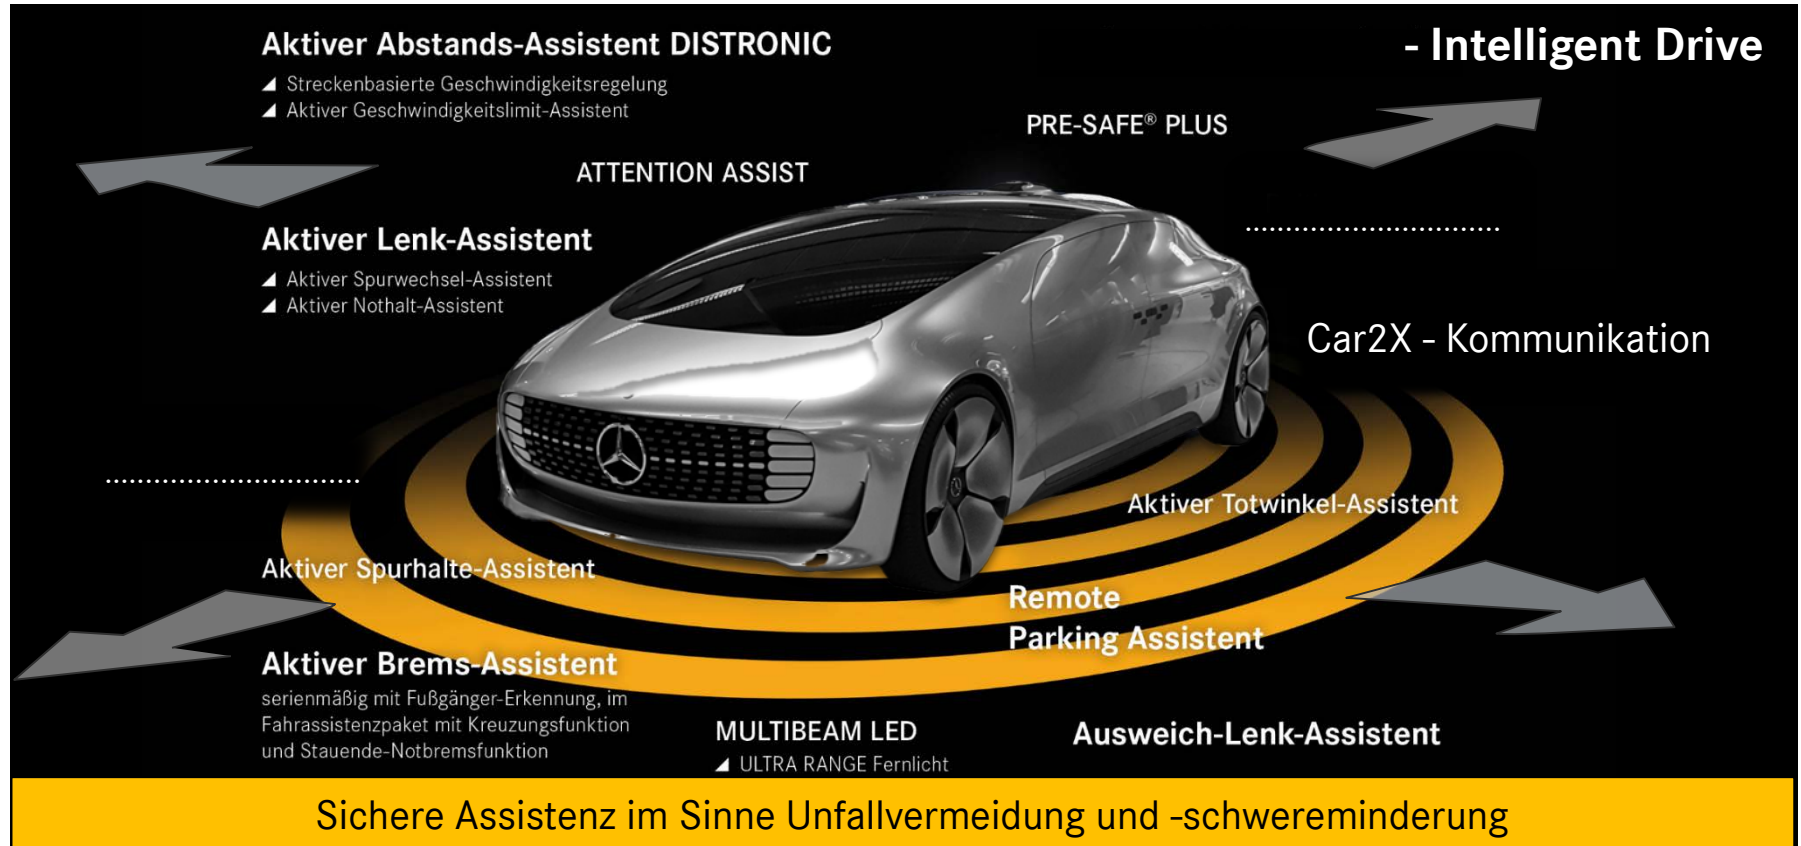 Aktiver Abstands-Assistent DISTRONIC
Streckenbasierte Geschwindigkeitsregelung
Aktiver Geschwindigkeitslimit-Assistent
- Intelligent Drive
PRE-SAFE® PLUS
ATTENTION ASSIST
Aktiver Lenk-Assistent
Aktiver Spurwechsel-Assistent
Aktiver Nothalt-Assistent
Car2X - Kommunikation
Aktiver Totwinkel-Assistent
Aktiver Spurhalte-Assistent
Remote
Parking Assistent
Aktiver Brems-Assistent
serienmäßig mit Fußgänger-Erkennung, im
Fahrassistenzpaket mit Kreuzungsfunktion
und Stauende-Notbremsfunktion
MULTIBEAM LED
ULTRA RANGE Fernlicht
Ausweich-Lenk-Assistent
Sichere Assistenz im Sinne Unfallvermeidung und -schwereminderung